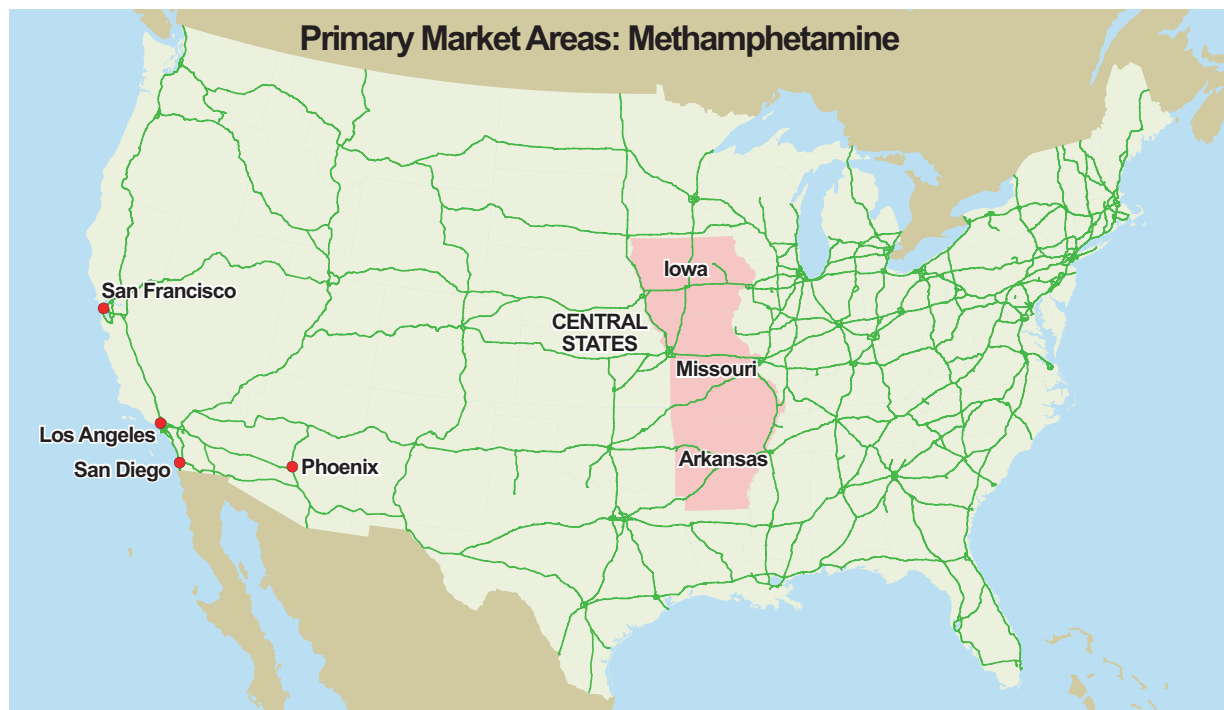 Primary Market Areas: Methamphetamine
Iowa
San Francisco
CENTRAL
STATES
Missouri
Los Angeles
Arkansas
San Diego
Phoenix